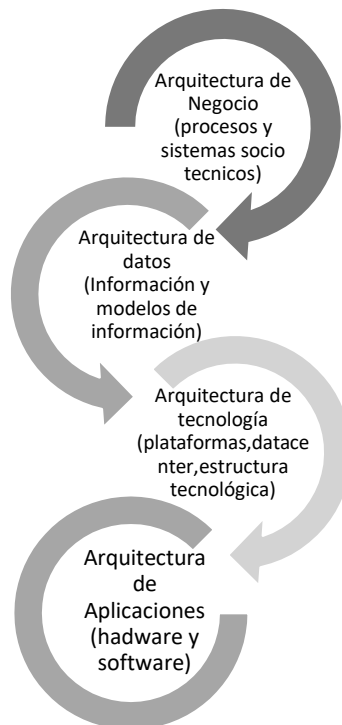 Arquitectura de
Negocio
(procesos y
sistemas socio
tecnicos)
Arquitectura de
datos
(Información y
modelos de
información)
Arquitectura de
tecnología
(plataformas,datace
nter,estructura
tecnológica)
Arquitectura
de
Aplicaciones
(hadware y
software)